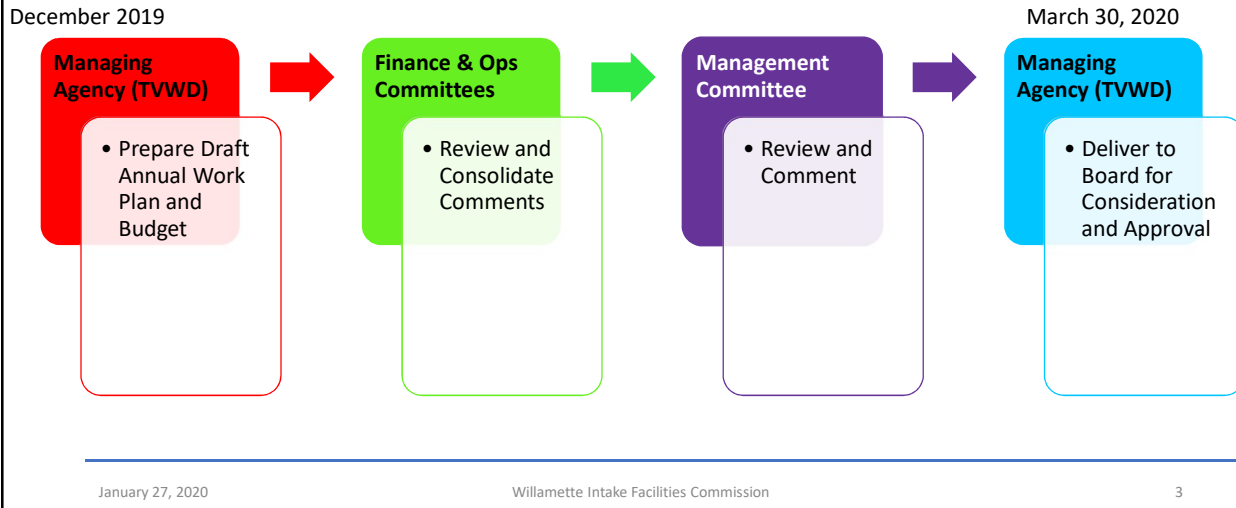 December 2019
March 30, 2020
Managing
Agency (TVWD)
• Prepare Draft
Annual Work
Plan and
Budget
Finance & Ops
Committees
• Review and
Consolidate
Comments
Management
Committee
• Review and
Comment
Managing
Agency (TVWD)
• Deliver to
Board for
Consideration
and Approval
January 27, 2020
Willamette Intake Facilities Commission
3